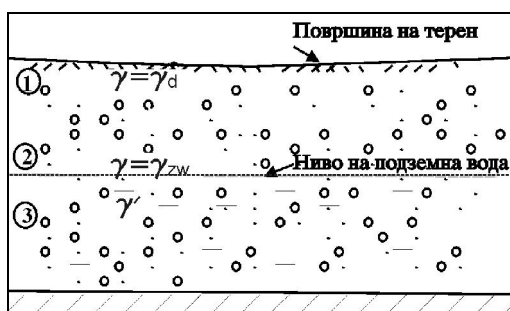 Површина на терен
① γ=γd
② γ=γzw
Ниво на подземна вода
③ γ′